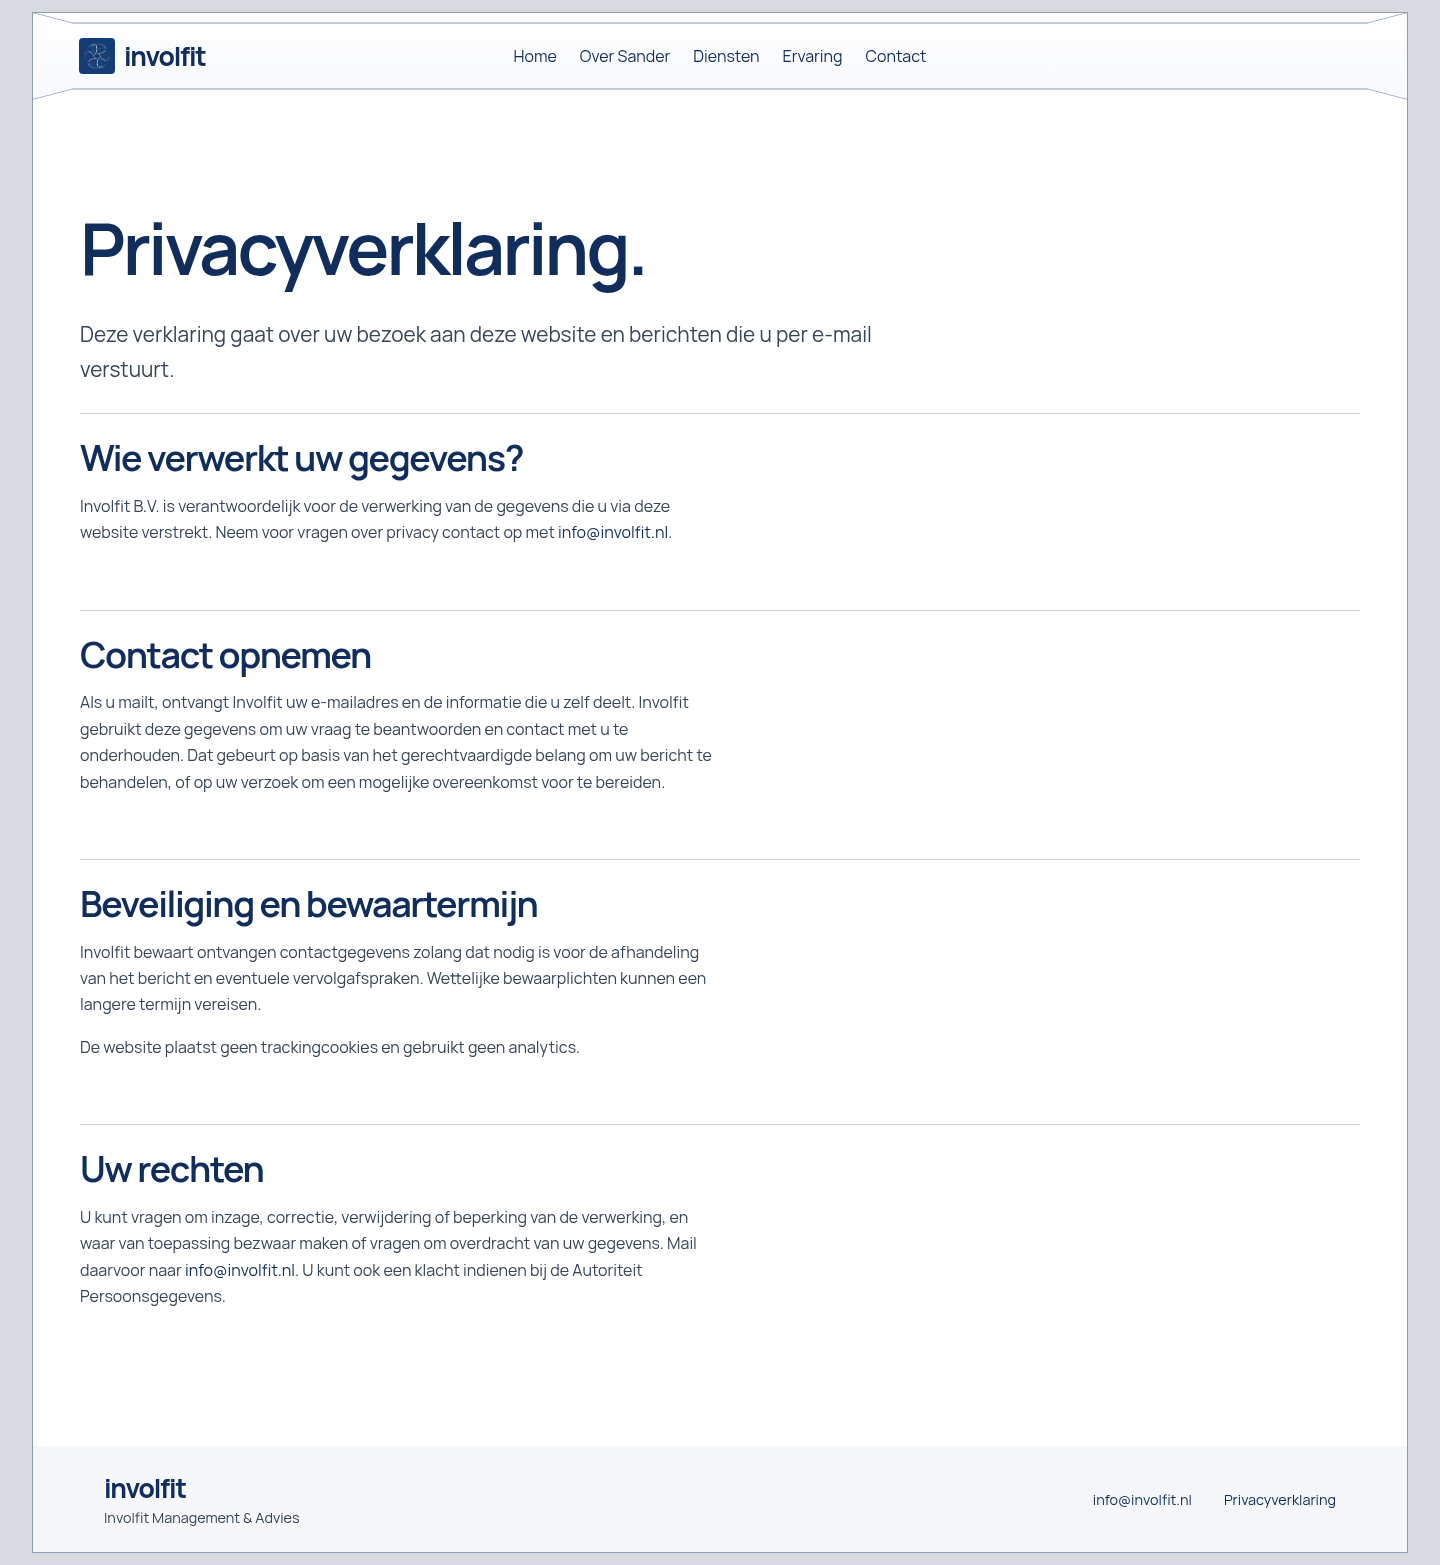 involfit
Home Over Sander Diensten Ervaring Contact
Privacyverklaring.
Deze verklaring gaat over uw bezoek aan deze website en berichten die u per e-mail
verstuurt.
Wie verwerkt uw gegevens?
Involfit B.V. is verantwoordelijk voor de verwerking van de gegevens die u via deze
website verstrekt. Neem voor vragen over privacy contact op met info@involfit.nl.
Contact opnemen
Als u mailt, ontvangt Involfit uw e-mailadres en de informatie die u zelf deelt. Involfit
gebruikt deze gegevens om uw vraag te beantwoorden en contact met u te
onderhouden. Dat gebeurt op basis van het gerechtvaardigde belang om uw bericht te
behandelen, of op uw verzoek om een mogelijke overeenkomst voor te bereiden.
Beveiliging en bewaartermijn
Involfit bewaart ontvangen contactgegevens zolang dat nodig is voor de afhandeling
van het bericht en eventuele vervolgafspraken. Wettelijke bewaarplichten kunnen een
langere termijn vereisen.
De website plaatst geen trackingcookies en gebruikt geen analytics.
Uw rechten
U kunt vragen om inzage, correctie, verwijdering of beperking van de verwerking, en
waar van toepassing bezwaar maken of vragen om overdracht van uw gegevens. Mail
daarvoor naar info@involfit.nl. U kunt ook een klacht indienen bij de Autoriteit
Persoonsgegevens.
involfit
Involfit Management & Advies
info@involfit.nl Privacyverklaring